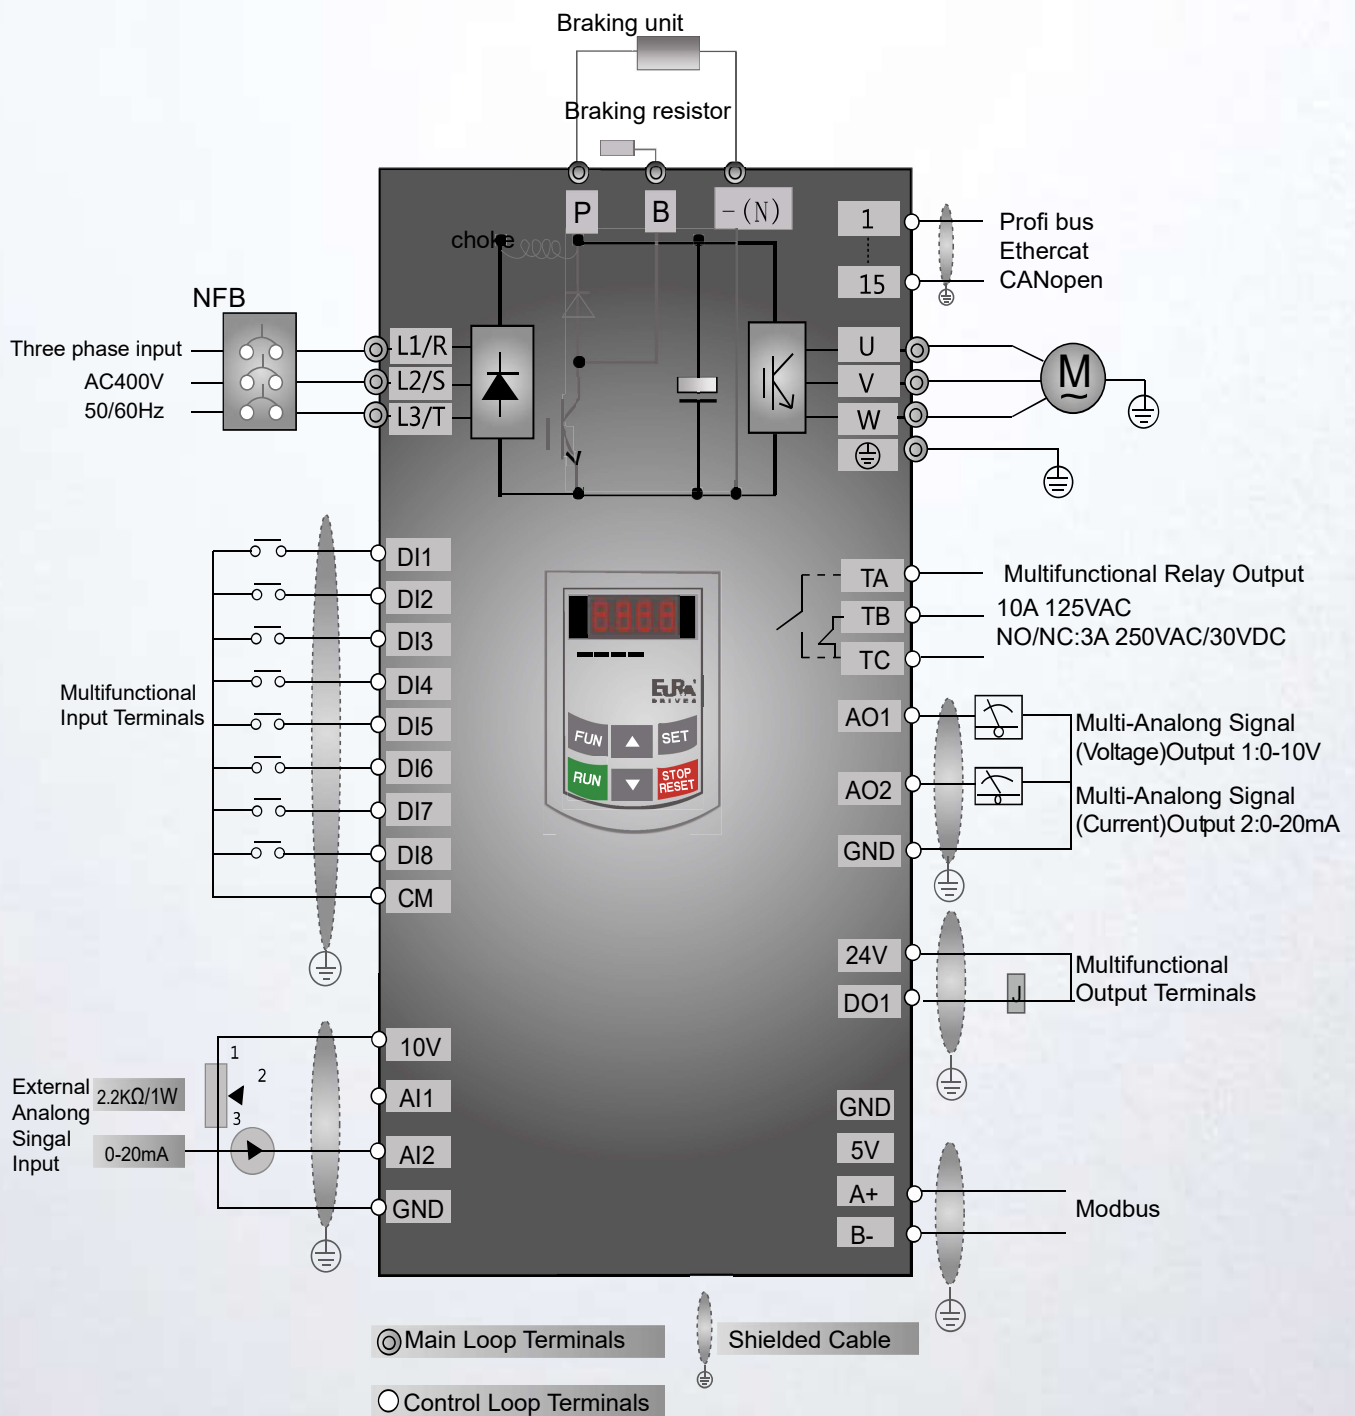 Braking unit
Braking resistor
P
B
-(N)
choke
1
15
Profi bus
Ethercat
CANopen
NFB
Three phase input
AC400V
50/60Hz
L1/R
L2/S
L3/T
U
V
W
M
~
DI1
DI2
DI3
DI4
DI5
DI6
DI7
DI8
CM
Multifunctional
Input Terminals
8.8.8.8
EURA
DRIVES
FUN
SET
RUN
STOP
RESET
TA
TB
TC
Multifunctional Relay Output
10A 125VAC
NO/NC:3A 250VAC/30VDC
AO1
AO2
GND
Multi-Analong Signal
(Voltage)Output 1:0-10V
Multi-Analong Signal
(Current)Output 2:0-20mA
24V
DO1
J
Multifunctional
Output Terminals
10V
AI1
AI2
GND
1
2
3
External
Analong
Singal
Input
2.2KΩ/1W
0-20mA
GND
5V
A+
B-
Modbus
Main Loop Terminals
Shielded Cable
Control Loop Terminals